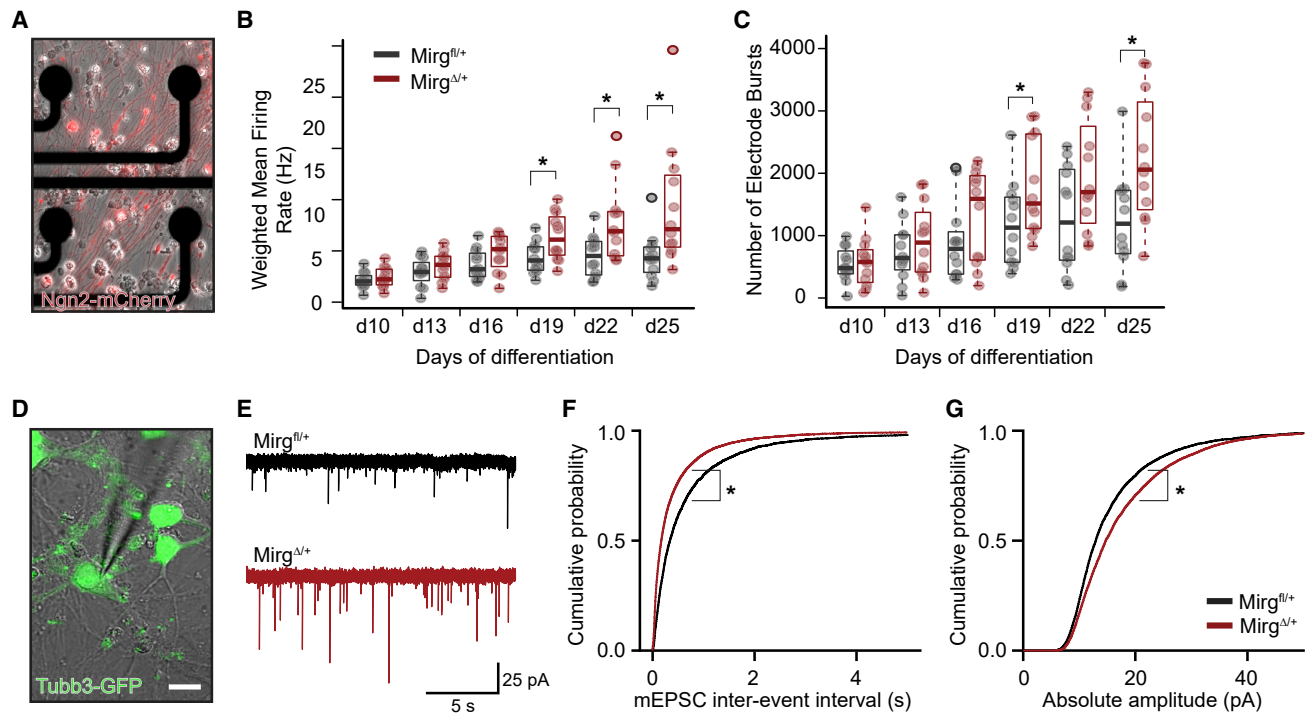 A
Ngn2-mCherry
B
Weighted Mean Firing
Rate (Hz)
Mirgfl/+
MirgΔ/+
25
20
15
10
5
0
*
*
*
d10 d13 d16 d19 d22 d25
Days of differentiation
C
Number of Electrode Bursts
4000
3000
2000
1000
0
*
*
d10 d13 d16 d19 d22 d25
Days of differentiation
D
Tubb3-GFP
E
Mirgfl/+
MirgΔ/+
25 pA
5 s
F
Cumulative probability
1.0
0.5
0.0
*
0 2 4
mEPSC inter-event interval (s)
G
Cumulative probability
1.0
0.5
0.0
*
Mirgfl/+
MirgΔ/+
0 20 40
Absolute amplitude (pA)